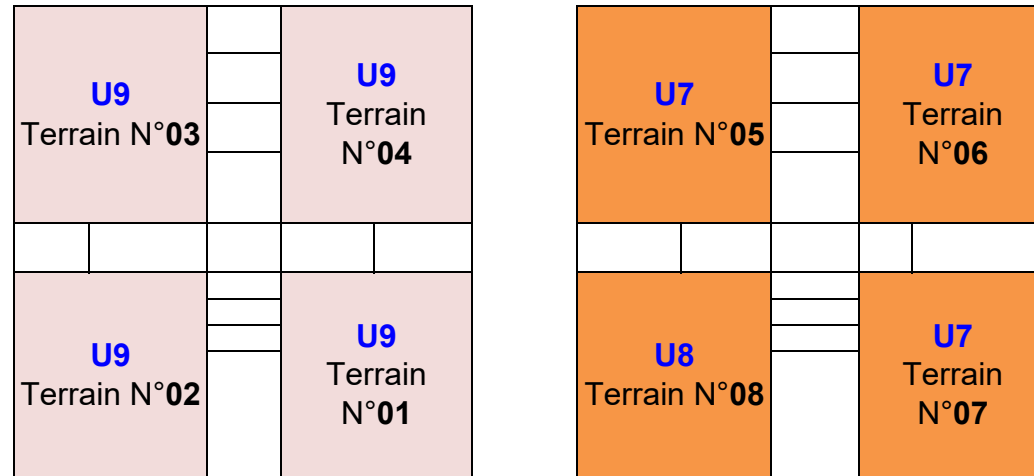 U9
Terrain N°03
U9
Terrain
N°04
U7
Terrain N°05
U7
Terrain
N°06
U9
Terrain N°02
U9
Terrain
N°01
U8
Terrain N°08
U7
Terrain
N°07